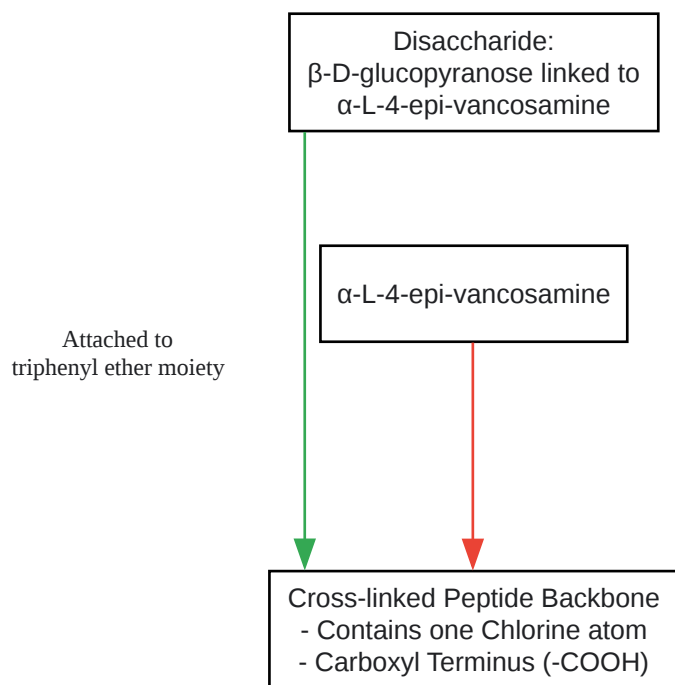 Disaccharide:
β-D-glucopyranose linked to
α-L-4-epi-vancosamine
α-L-4-epi-vancosamine
Attached to
triphenyl ether moiety
Cross-linked Peptide Backbone
- Contains one Chlorine atom
- Carboxyl Terminus (-COOH)